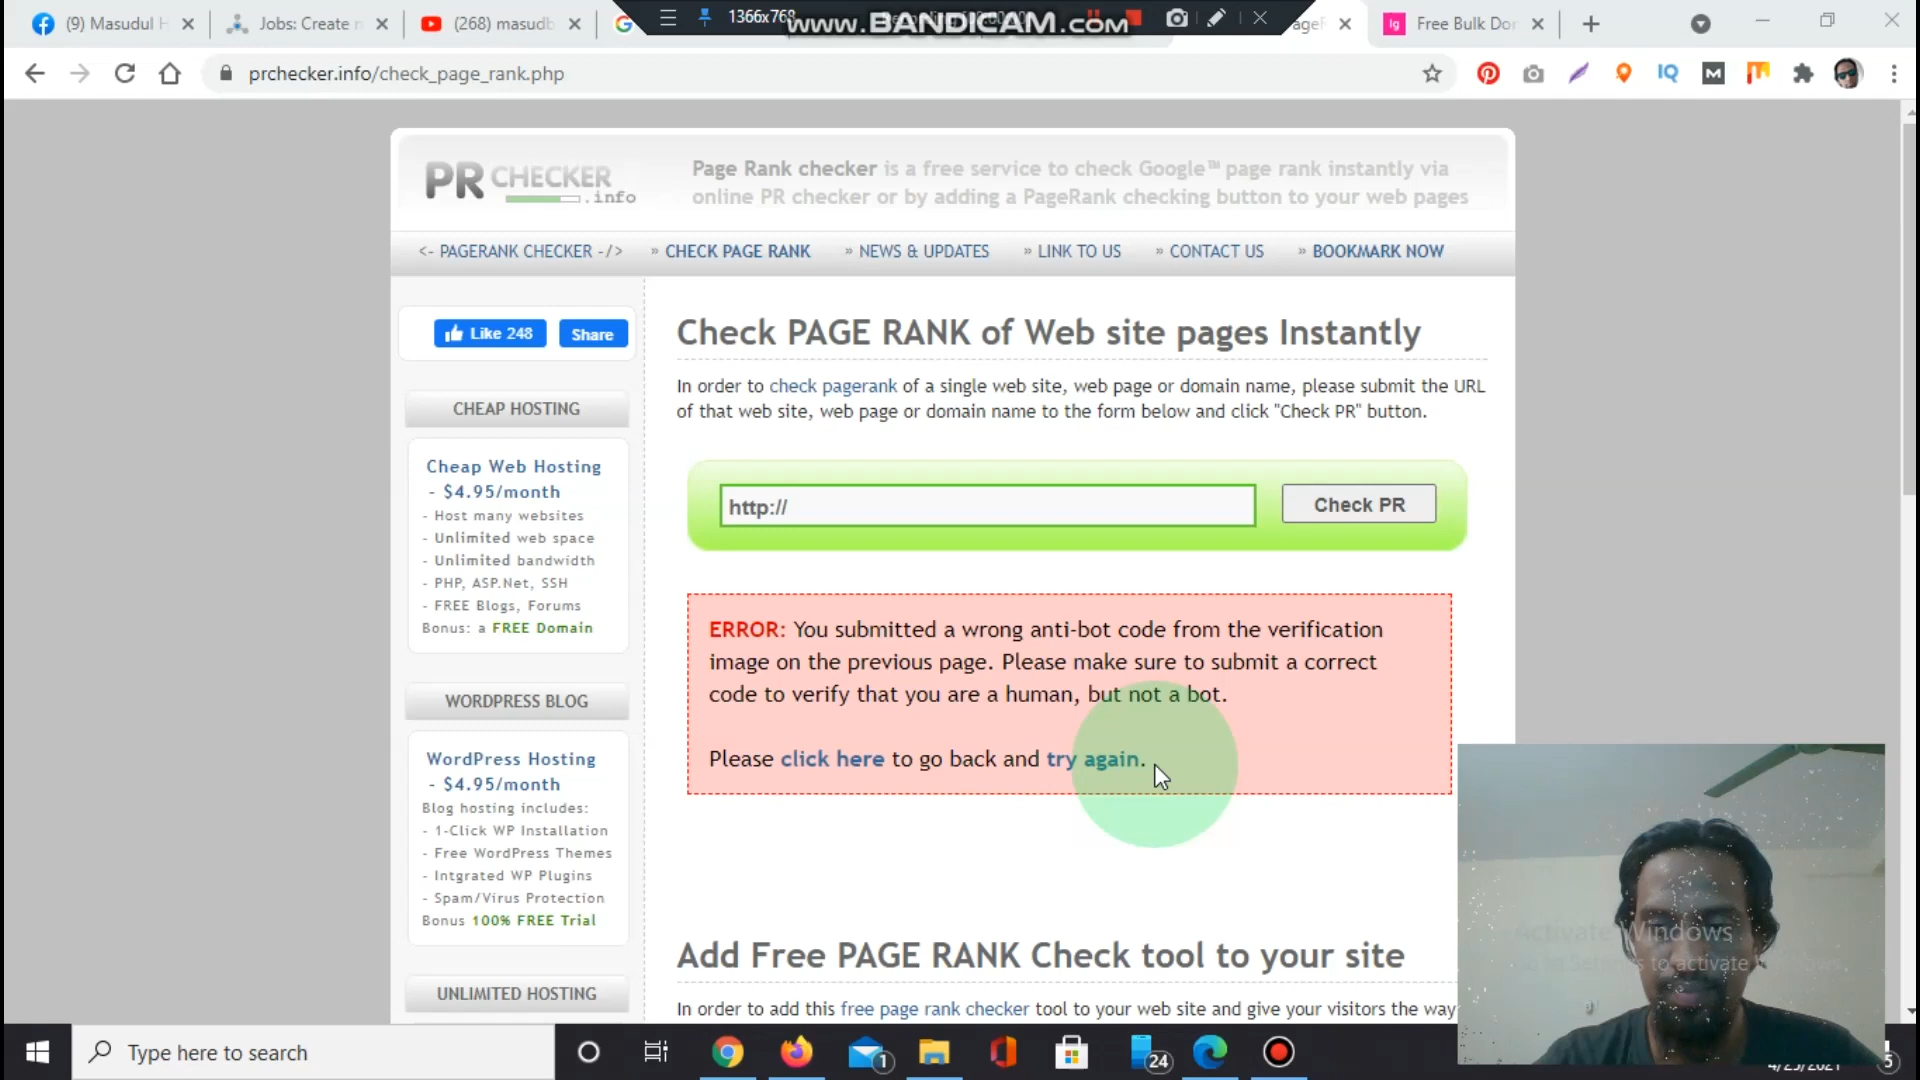 (9) Masudul H
Jobs: Create
(268) masudb
1366x768
www.BANDICAM.com
ageR
Free Bulk Do
prchecker.info/check_page_rank.php
PR CHECKER .info
Page Rank checker is a free service to check Google™ page rank instantly via
online PR checker or by adding a PageRank checking button to your web pages
<- PAGERANK CHECKER -/>
» CHECK PAGE RANK
» NEWS & UPDATES
» LINK TO US
» CONTACT US
» BOOKMARK NOW
Like 248
Share
CHEAP HOSTING
Cheap Web Hosting
- $4.95/month
- Host many websites
- Unlimited web space
- Unlimited bandwidth
- PHP, ASP.Net, SSH
- FREE Blogs, Forums
Bonus: a FREE Domain
WORDPRESS BLOG
WordPress Hosting
- $4.95/month
Blog hosting includes:
- 1-Click WP Installation
- Free WordPress Themes
- Intgrated WP Plugins
- Spam/Virus Protection
Bonus 100% FREE Trial
UNLIMITED HOSTING
Check PAGE RANK of Web site pages Instantly
In order to check pagerank of a single web site, web page or domain name, please submit the URL
of that web site, web page or domain name to the form below and click "Check PR" button.
http://
Check PR
ERROR: You submitted a wrong anti-bot code from the verification
image on the previous page. Please make sure to submit a correct
code to verify that you are a human, but not a bot.
Please click here to go back and try again.
Add Free PAGE RANK Check tool to your site
In order to add this free page rank checker tool to your web site and give your visitors the way
Activate Windows
to activate
Type here to search
1
24
4/25/2021
5